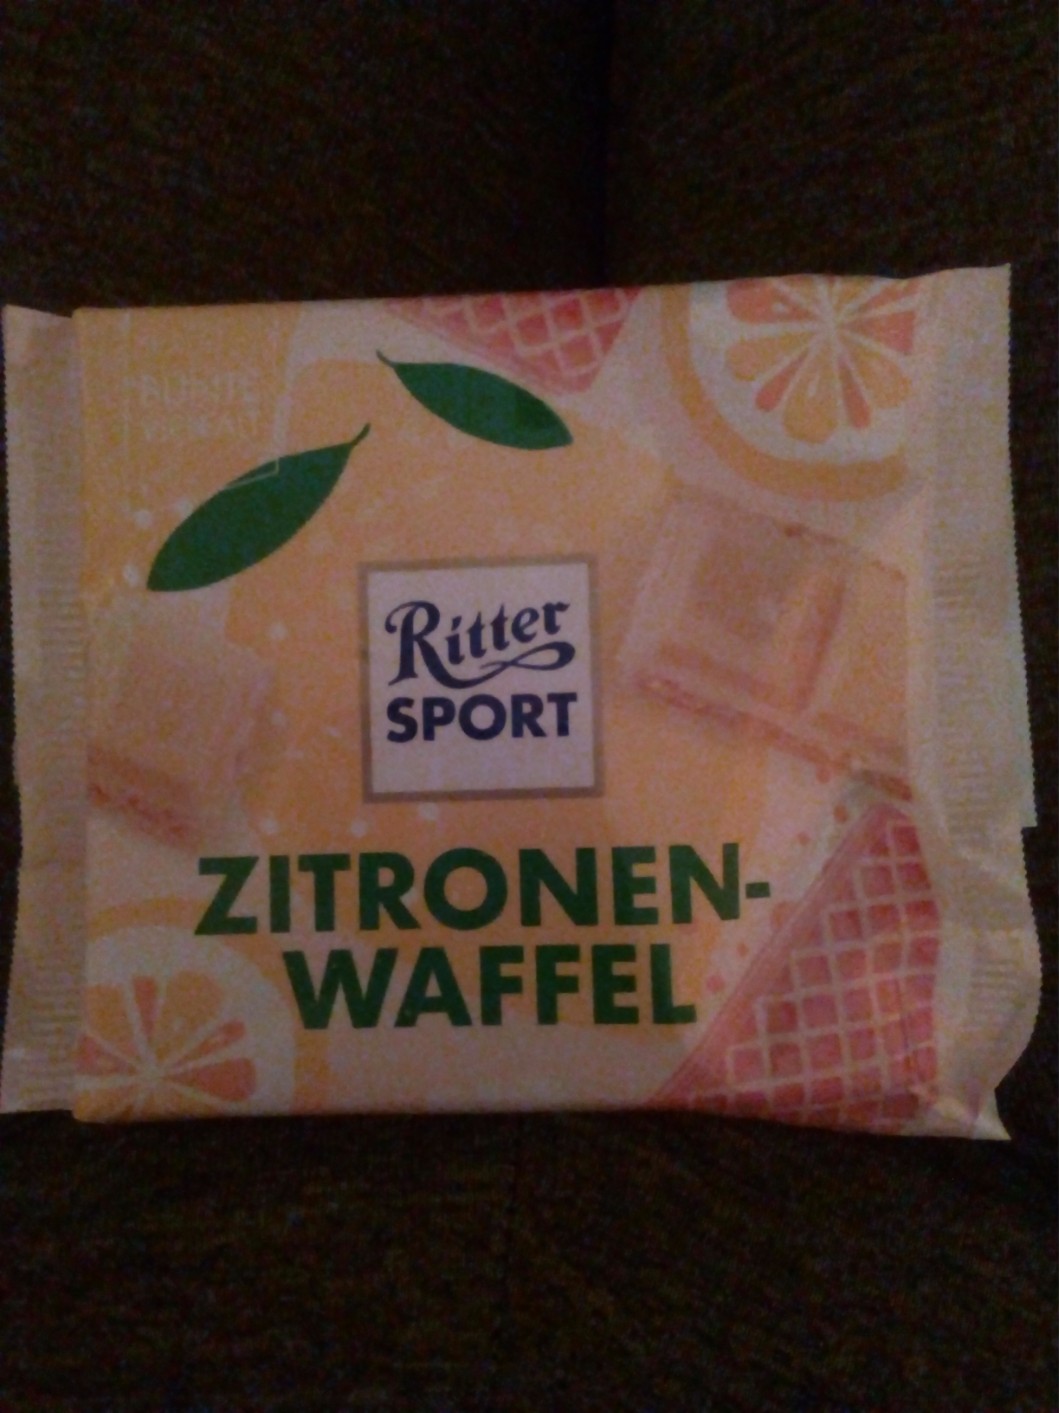 Ritter
SPORT
ZITRONEN-
WAFFEL